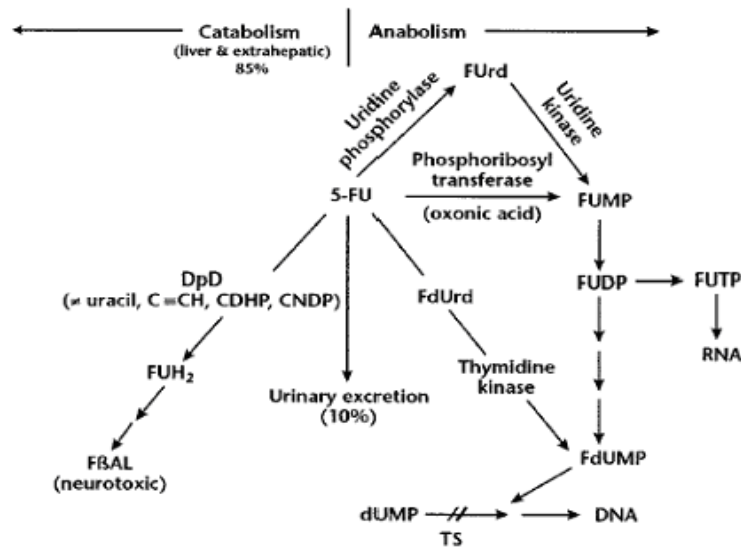 Catabolism
(liver & extrahepatic)
85%
Anabolism
FUrd
Uridine
phosphorylase
Uridine
kinase
Phosphoribosyl
transferase
5-FU
(oxonic acid)
FUMP
DpD
(≠ uracil, C=CH, CDHP, CNDP)
FdUrd
FUDP
FUTP
RNA
FUH₂
Thymidine
kinase
Urinary excretion
(10%)
FßAL
(neurotoxic)
FdUMP
dUMP
DNA
TS